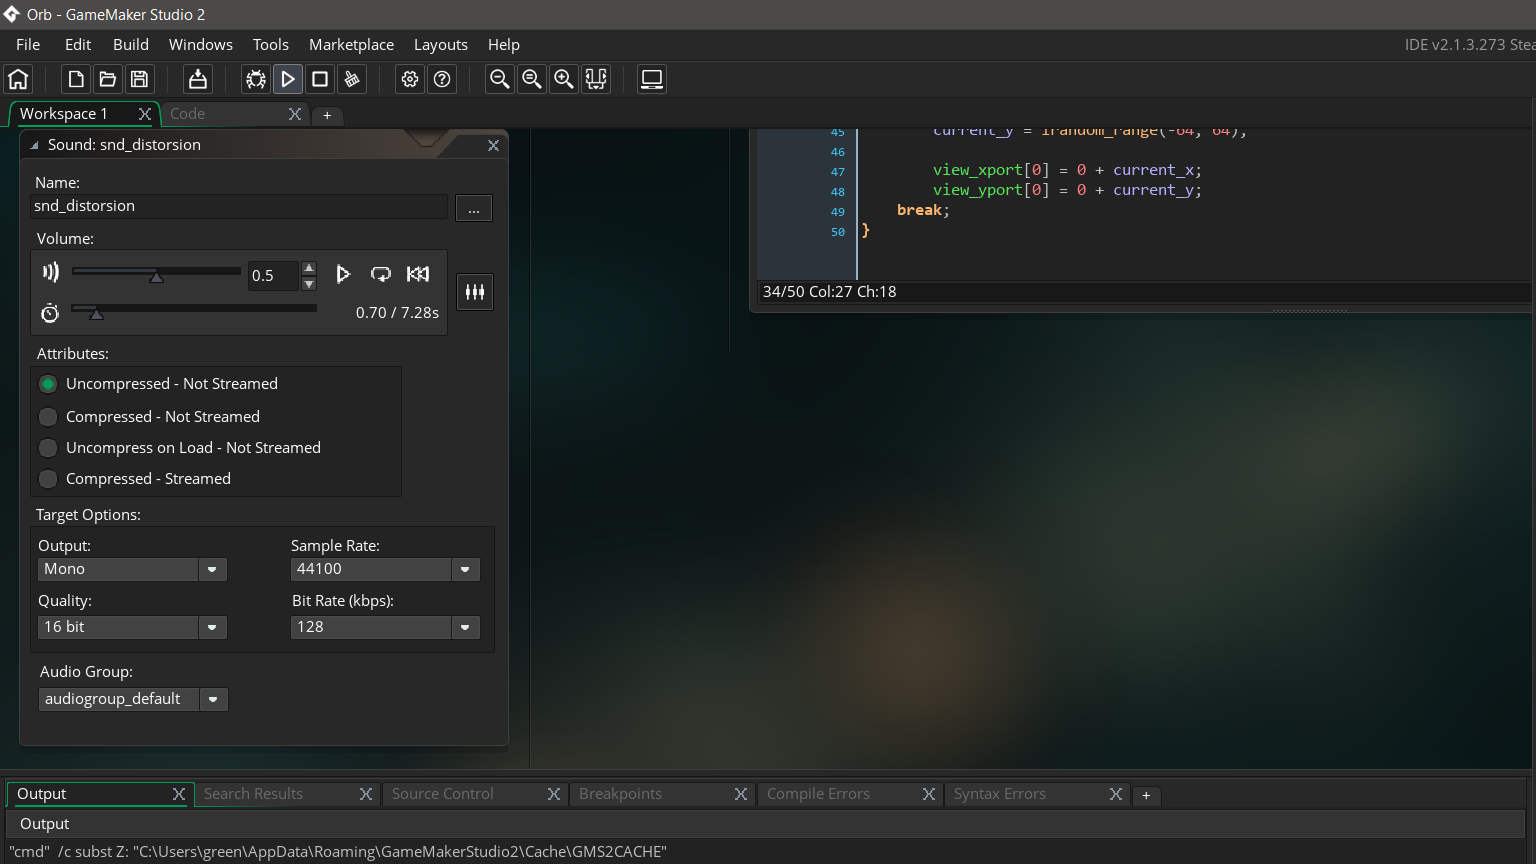 Orb - GameMaker Studio 2
File Edit Build Windows Tools Marketplace Layouts Help
IDE v2.1.3.273
Workspace 1
Code
+
Sound: snd_distorsion
Name:
snd_distorsion
...
Volume:
0.5
0.70 / 7.28s
Attributes:
Uncompressed - Not Streamed
Compressed - Not Streamed
Uncompress on Load - Not Streamed
Compressed - Streamed
Target Options:
Output: Sample Rate:
Mono 44100
Quality: Bit Rate (kbps):
16 bit 128
Audio Group:
audiogroup_default
45 current_y = irandom_range(-64, 64);
46
47 view_xport[0] = 0 + current_x;
48 view_yport[0] = 0 + current_y;
49 break;
50 }
34/50 Col:27 Ch:18
Output Search Results Source Control Breakpoints Compile Errors Syntax Errors +
Output
"cmd" /c subst Z: "C:\Users\green\AppData\Roaming\GameMakerStudio2\Cache\GMS2CACHE"